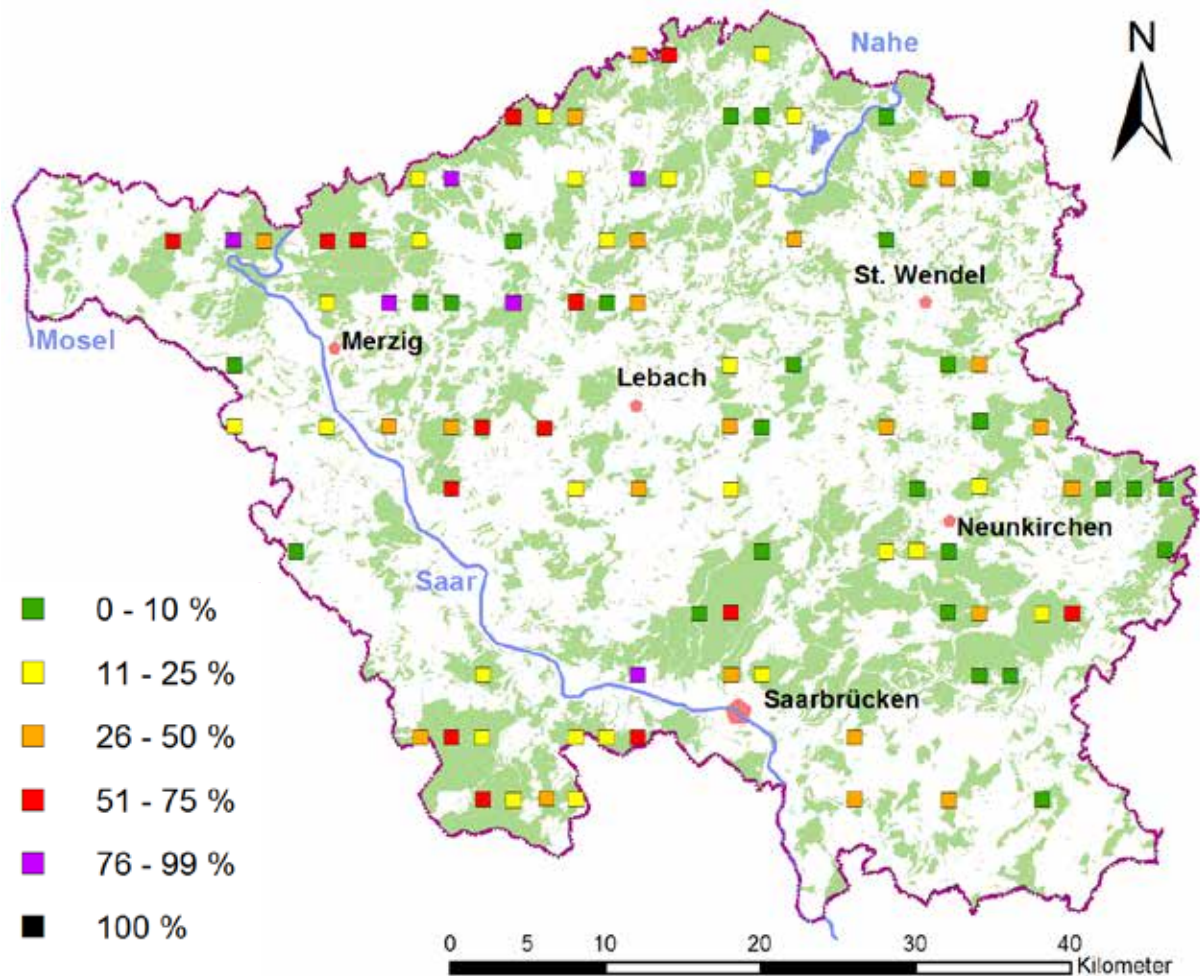 Nahe
N
St. Wendel
Mosel
Merzig
Lebach
Neunkirchen
Saar
Saarbrücken
0 - 10 %
11 - 25 %
26 - 50 %
51 - 75 %
76 - 99 %
100 %
0 5 10 20 30 40
Kilometer